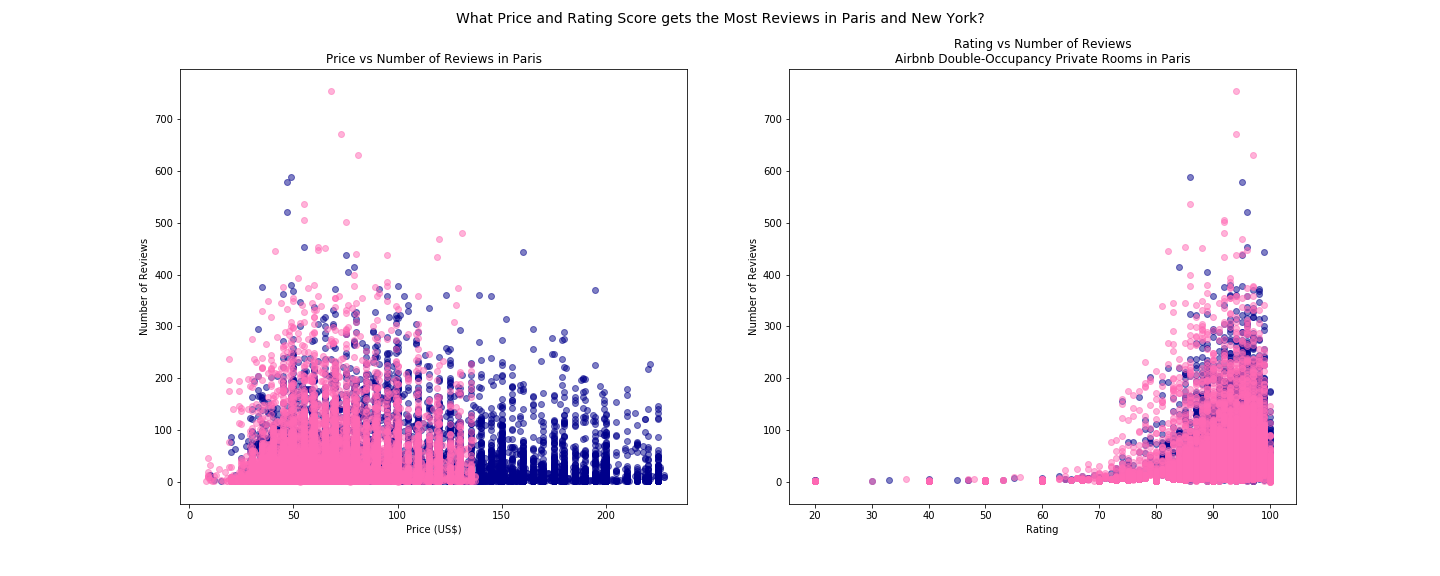 What Price and Rating Score gets the Most Reviews in Paris and New York?
Price vs Number of Reviews in Paris
Number of Reviews
700
600
500
400
300
200
100
0
0 50 100 150 200
Price (US$)
Rating vs Number of Reviews
Airbnb Double-Occupancy Private Rooms in Paris
Number of Reviews
700
600
500
400
300
200
100
0
20 30 40 50 60 70 80 90 100
Rating